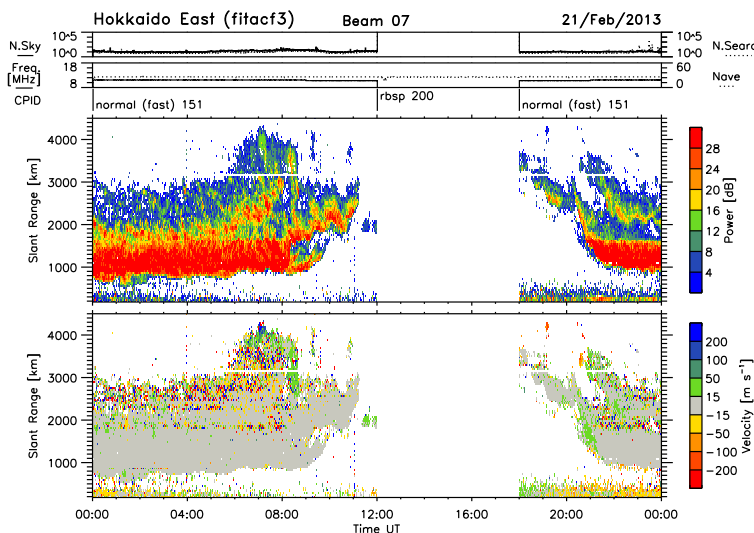 Hokkaido East (fitacf3) Beam 07 21/Feb/2013
N.Sky 10^5 10^0 10^5 10^0 N.Searc
Freq. [MHz] 18 8 60 0 Nave
CPID normal (fast) 151 rbsp 200 normal (fast) 151
Slant Range [km]
4000
3000
2000
1000
28
24
20
16
12
8
4
Power [dB]
Slant Range [km]
4000
3000
2000
1000
200
100
50
15
-15
-50
-100
-200
Velocity [m s⁻¹]
00:00 04:00 08:00 12:00 16:00 20:00 00:00
Time UT